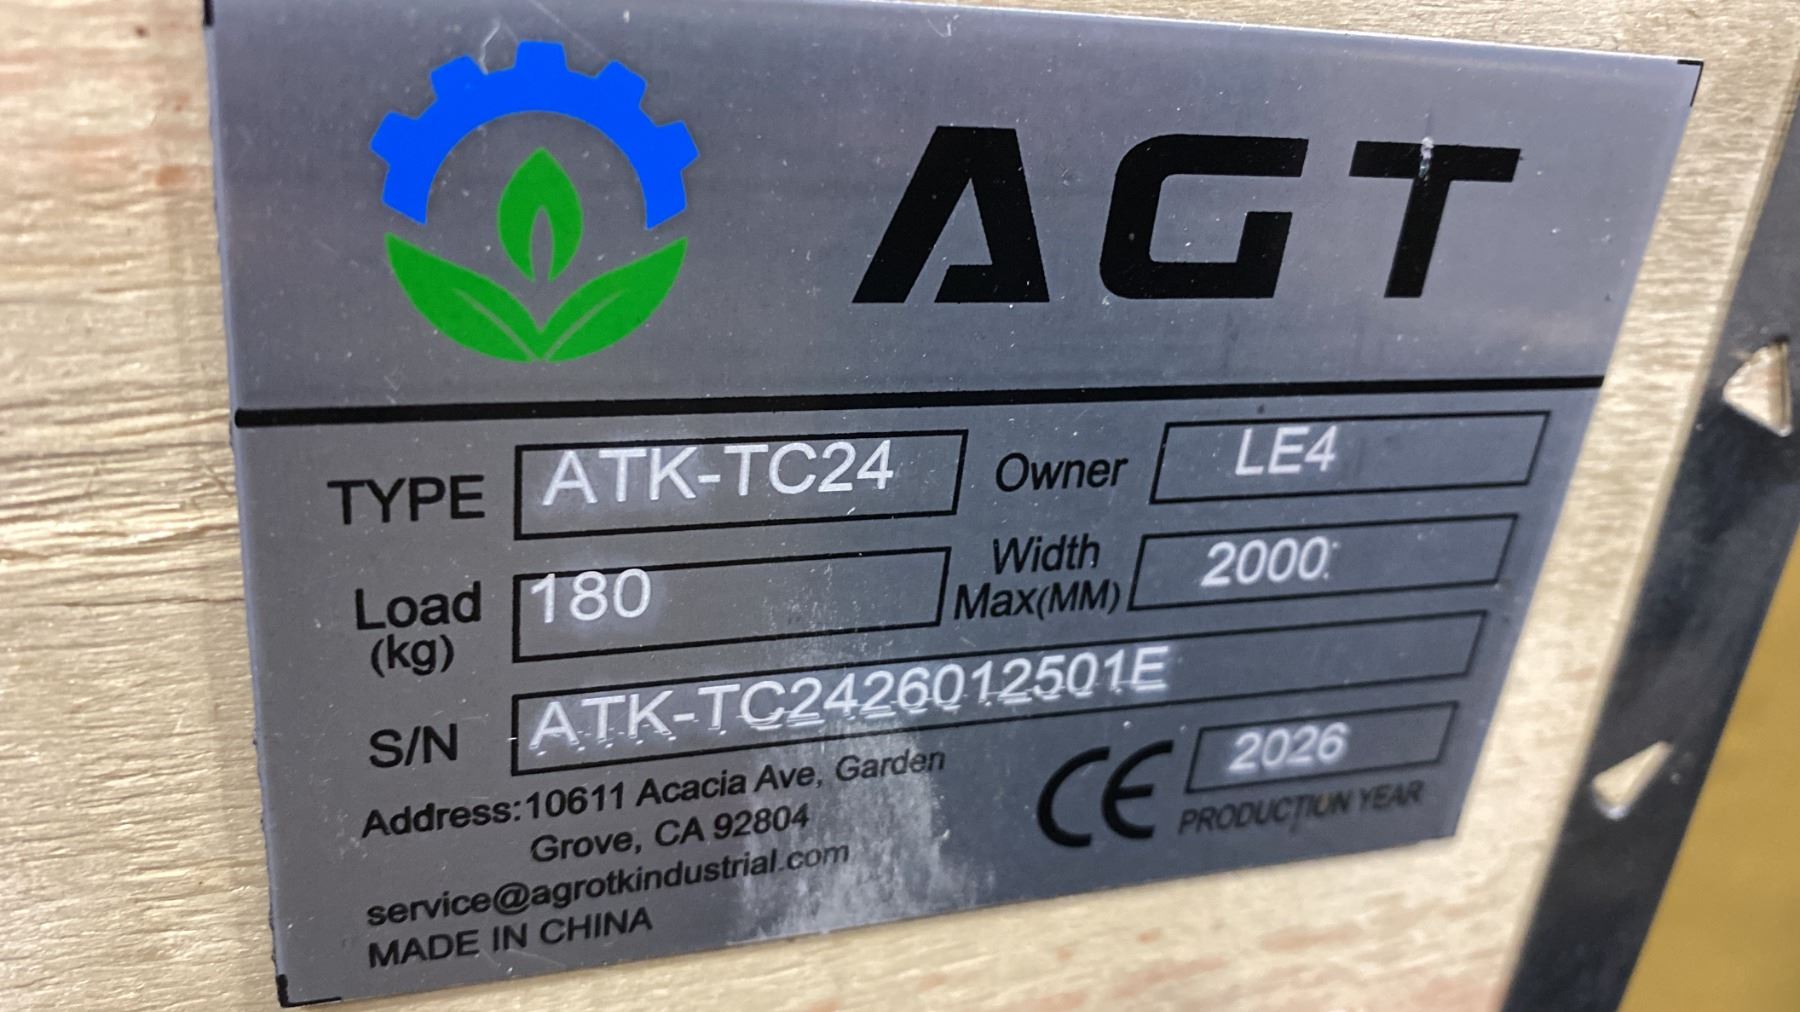 AGT
TYPE ATK-TC24 Owner LE4
Load (kg) 180 Width Max(MM) 2000
S/N ATK-TC2426012501E
Address:10611 Acacia Ave, Garden
Grove, CA 92804
service@agrotkindustrial.com
MADE IN CHINA
CE 2026
PRODUCTION YEAR